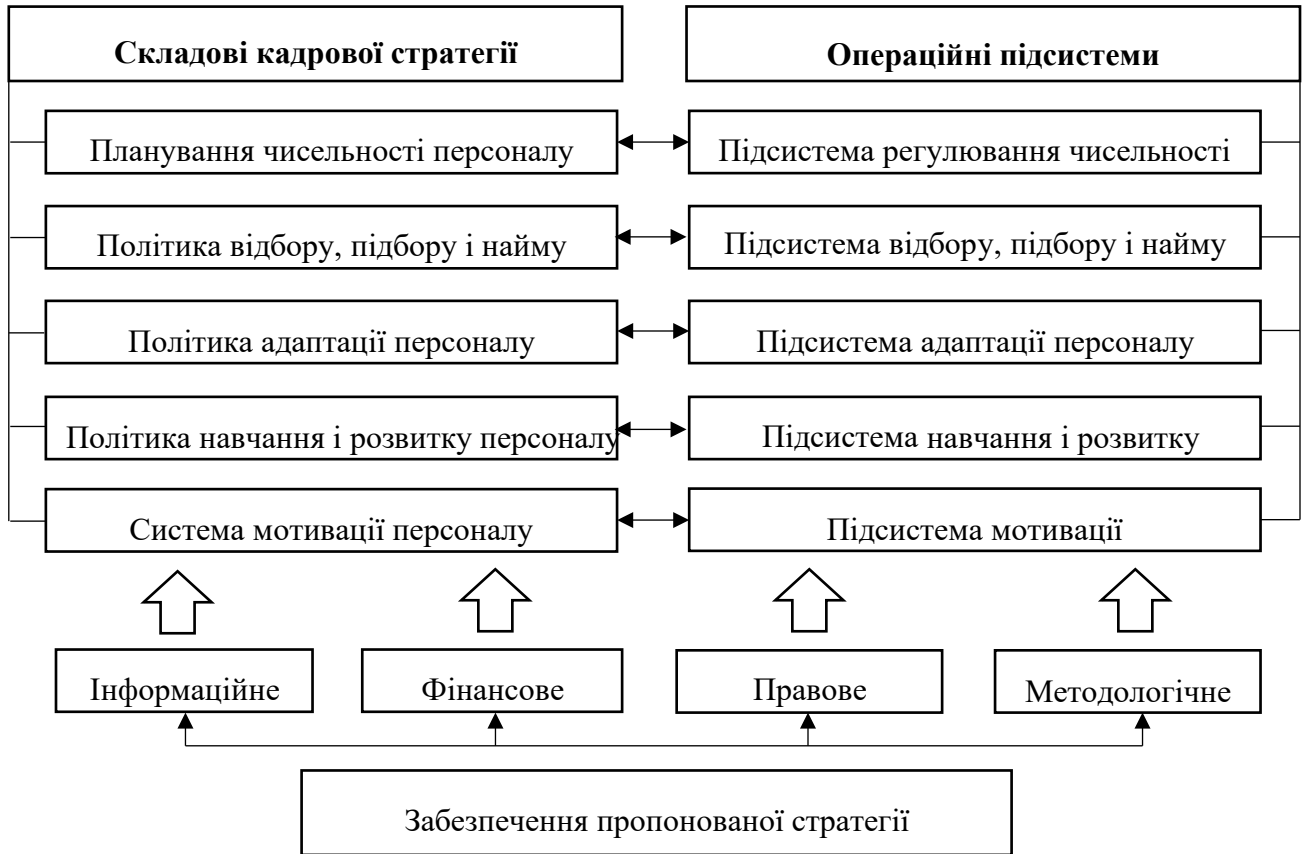 Складові кадрової стратегії
Операційні підсистеми
Планування чисельності персоналу
Підсистема регулювання чисельності
Політика відбору, підбору і найму
Підсистема відбору, підбору і найму
Політика адаптації персоналу
Підсистема адаптації персоналу
Політика навчання і розвитку персоналу
Підсистема навчання і розвитку
Система мотивації персоналу
Підсистема мотивації
Інформаційне
Фінансове
Правове
Методологічне
Забезпечення пропонованої стратегії